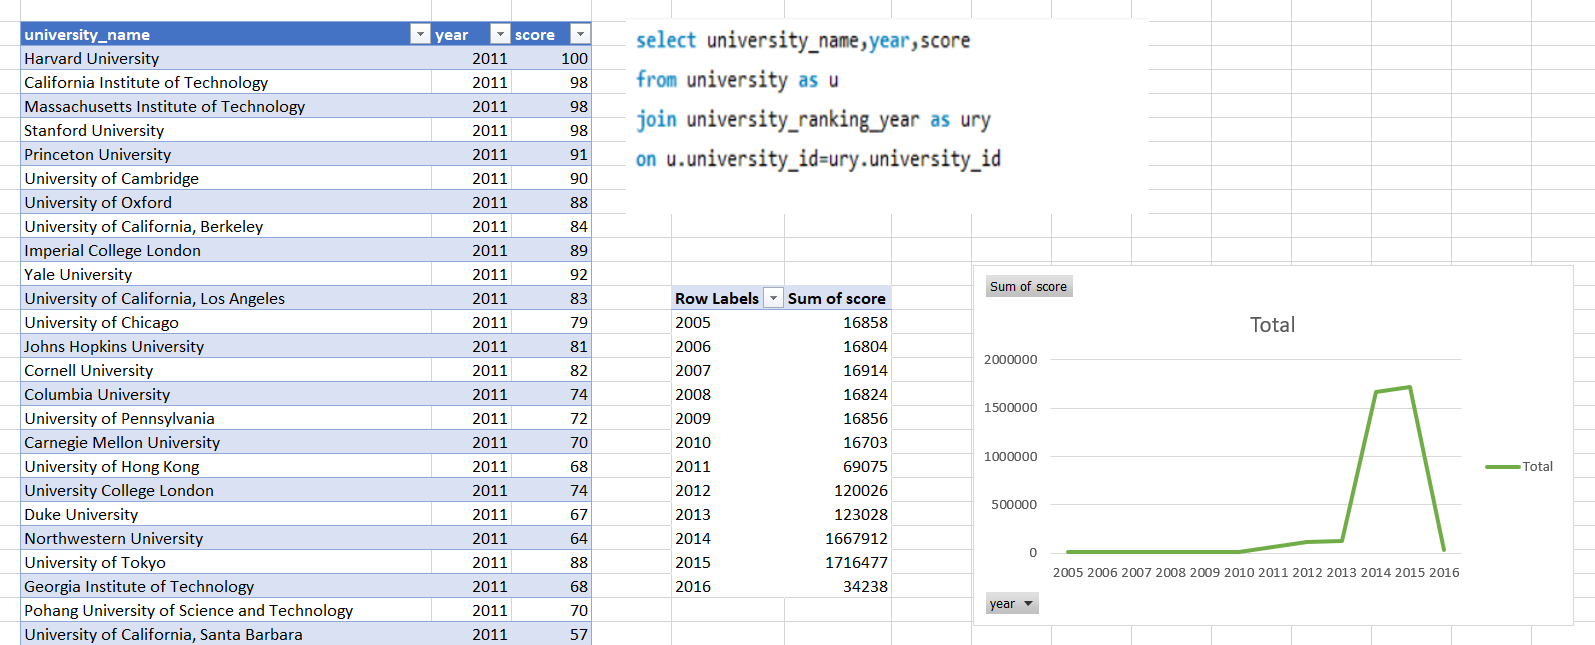 university_name year score
Harvard University 2011 100
California Institute of Technology 2011 98
Massachusetts Institute of Technology 2011 98
Stanford University 2011 98
Princeton University 2011 91
University of Cambridge 2011 90
University of Oxford 2011 88
University of California, Berkeley 2011 84
Imperial College London 2011 89
Yale University 2011 92
University of California, Los Angeles 2011 83
University of Chicago 2011 79
Johns Hopkins University 2011 81
Cornell University 2011 82
Columbia University 2011 74
University of Pennsylvania 2011 72
Carnegie Mellon University 2011 70
University of Hong Kong 2011 68
University College London 2011 74
Duke University 2011 67
Northwestern University 2011 64
University of Tokyo 2011 88
Georgia Institute of Technology 2011 68
Pohang University of Science and Technology 2011 70
University of California, Santa Barbara 2011 57
select university_name,year,score
from university as u
join university_ranking_year as ury
on u.university_id=ury.university_id
Row Labels Sum of score
2005 16858
2006 16804
2007 16914
2008 16824
2009 16856
2010 16703
2011 69075
2012 120026
2013 123028
2014 1667912
2015 1716477
2016 34238
Sum of score
Total
2000000
1500000
1000000
500000
0
2005 2006 2007 2008 2009 2010 2011 2012 2013 2014 2015 2016
Total
year